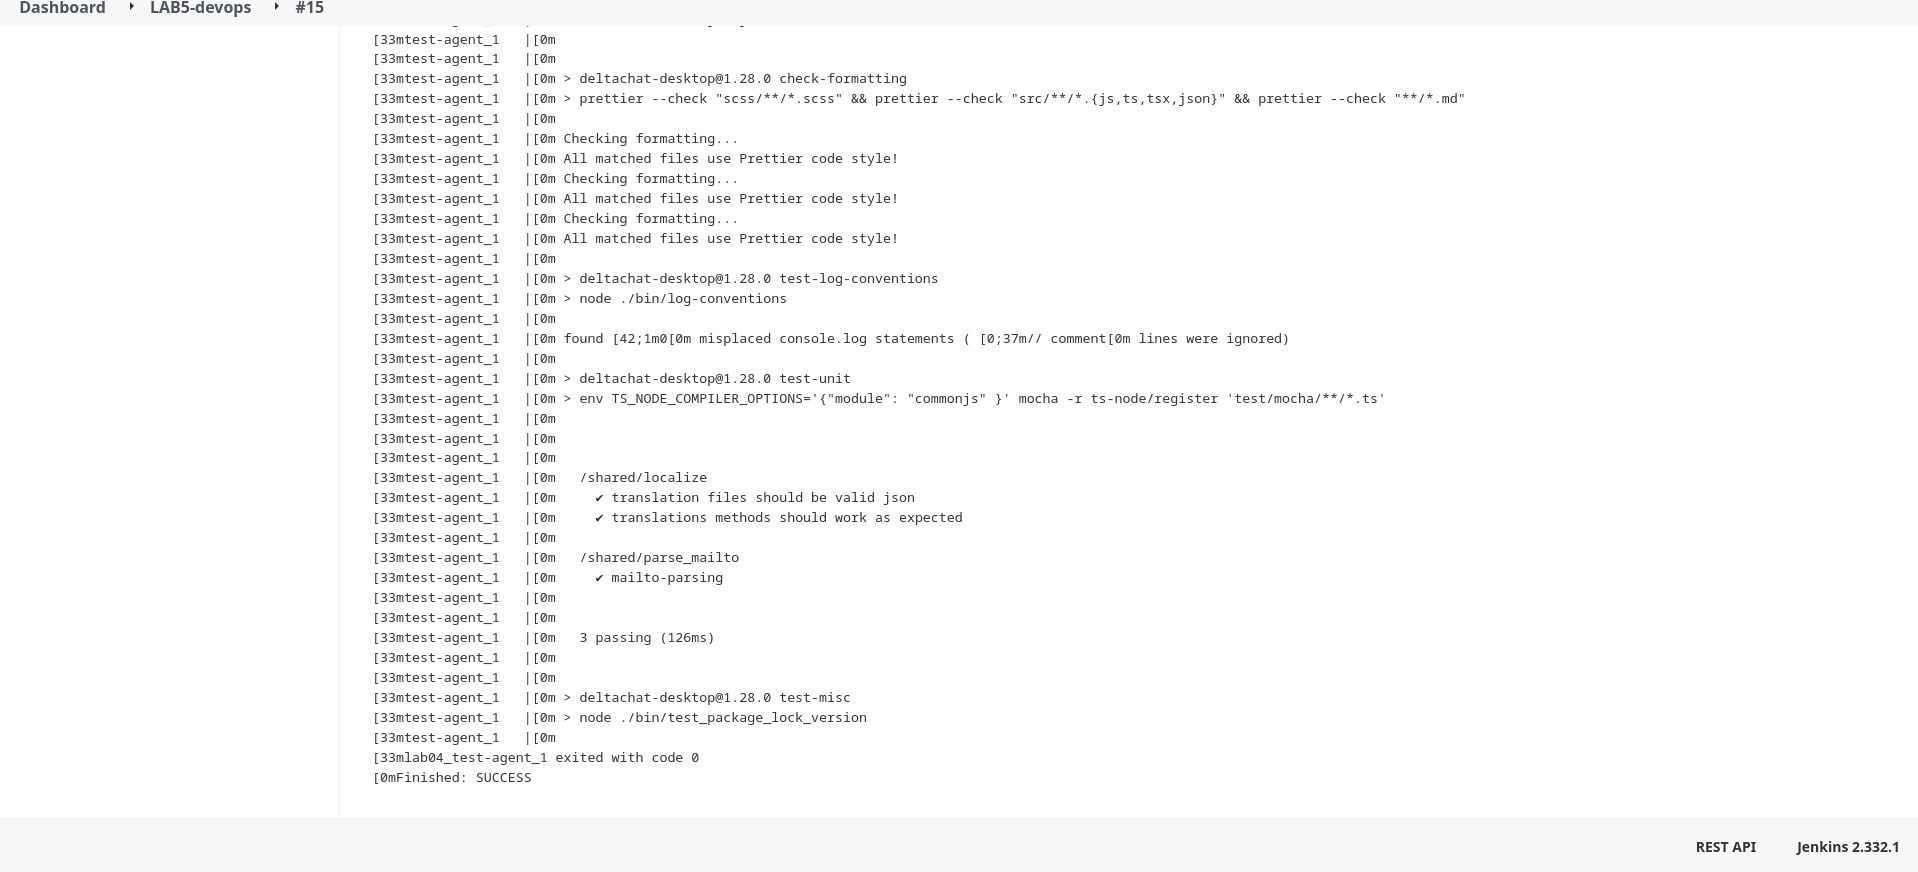 Dashboard LAB5-devops #15
[33mtest-agent_1   |[0m
[33mtest-agent_1   |[0m
[33mtest-agent_1   |[0m > deltachat-desktop@1.28.0 check-formatting
[33mtest-agent_1   |[0m > prettier --check "scss/**/*.scss" && prettier --check "src/**/*.{js,ts,tsx,json}" && prettier --check "**/*.md"
[33mtest-agent_1   |[0m
[33mtest-agent_1   |[0m Checking formatting...
[33mtest-agent_1   |[0m All matched files use Prettier code style!
[33mtest-agent_1   |[0m Checking formatting...
[33mtest-agent_1   |[0m All matched files use Prettier code style!
[33mtest-agent_1   |[0m Checking formatting...
[33mtest-agent_1   |[0m All matched files use Prettier code style!
[33mtest-agent_1   |[0m
[33mtest-agent_1   |[0m > deltachat-desktop@1.28.0 test-log-conventions
[33mtest-agent_1   |[0m > node ./bin/log-conventions
[33mtest-agent_1   |[0m
[33mtest-agent_1   |[0m found [42;1m0[0m misplaced console.log statements ( [0;37m// comment[0m lines were ignored)
[33mtest-agent_1   |[0m
[33mtest-agent_1   |[0m > deltachat-desktop@1.28.0 test-unit
[33mtest-agent_1   |[0m > env TS_NODE_COMPILER_OPTIONS='{"module": "commonjs" }' mocha -r ts-node/register 'test/mocha/**/*.ts'
[33mtest-agent_1   |[0m
[33mtest-agent_1   |[0m
[33mtest-agent_1   |[0m
[33mtest-agent_1   |[0m   /shared/localize
[33mtest-agent_1   |[0m     ✔ translation files should be valid json
[33mtest-agent_1   |[0m     ✔ translations methods should work as expected
[33mtest-agent_1   |[0m
[33mtest-agent_1   |[0m   /shared/parse_mailto
[33mtest-agent_1   |[0m     ✔ mailto-parsing
[33mtest-agent_1   |[0m
[33mtest-agent_1   |[0m
[33mtest-agent_1   |[0m   3 passing (126ms)
[33mtest-agent_1   |[0m
[33mtest-agent_1   |[0m
[33mtest-agent_1   |[0m > deltachat-desktop@1.28.0 test-misc
[33mtest-agent_1   |[0m > node ./bin/test_package_lock_version
[33mtest-agent_1   |[0m
[33mlab04_test-agent_1 exited with code 0
[0mFinished: SUCCESS
REST API Jenkins 2.332.1